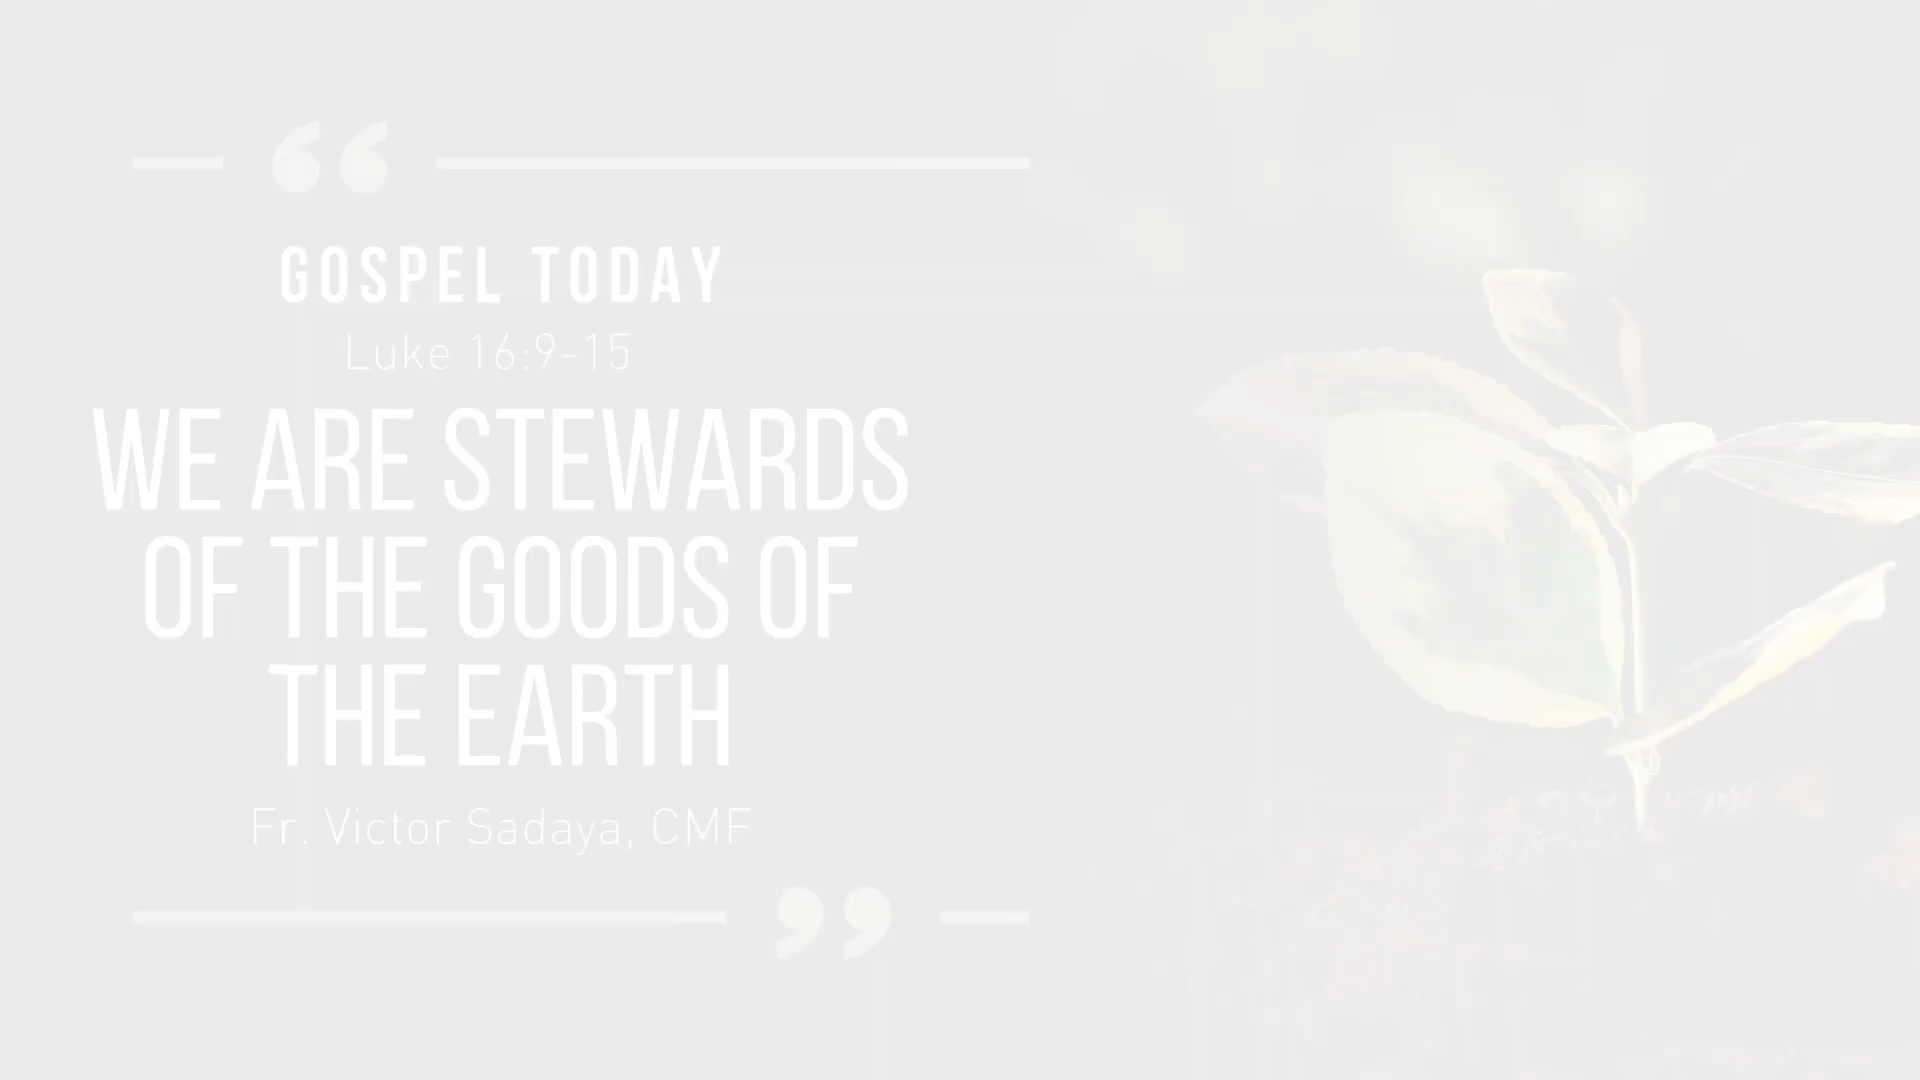 “
GOSPEL TODAY
Luke 16:9-15
WE ARE STEWARDS
OF THE GOODS OF
THE EARTH
Fr. Victor Sadaya, CMF
”